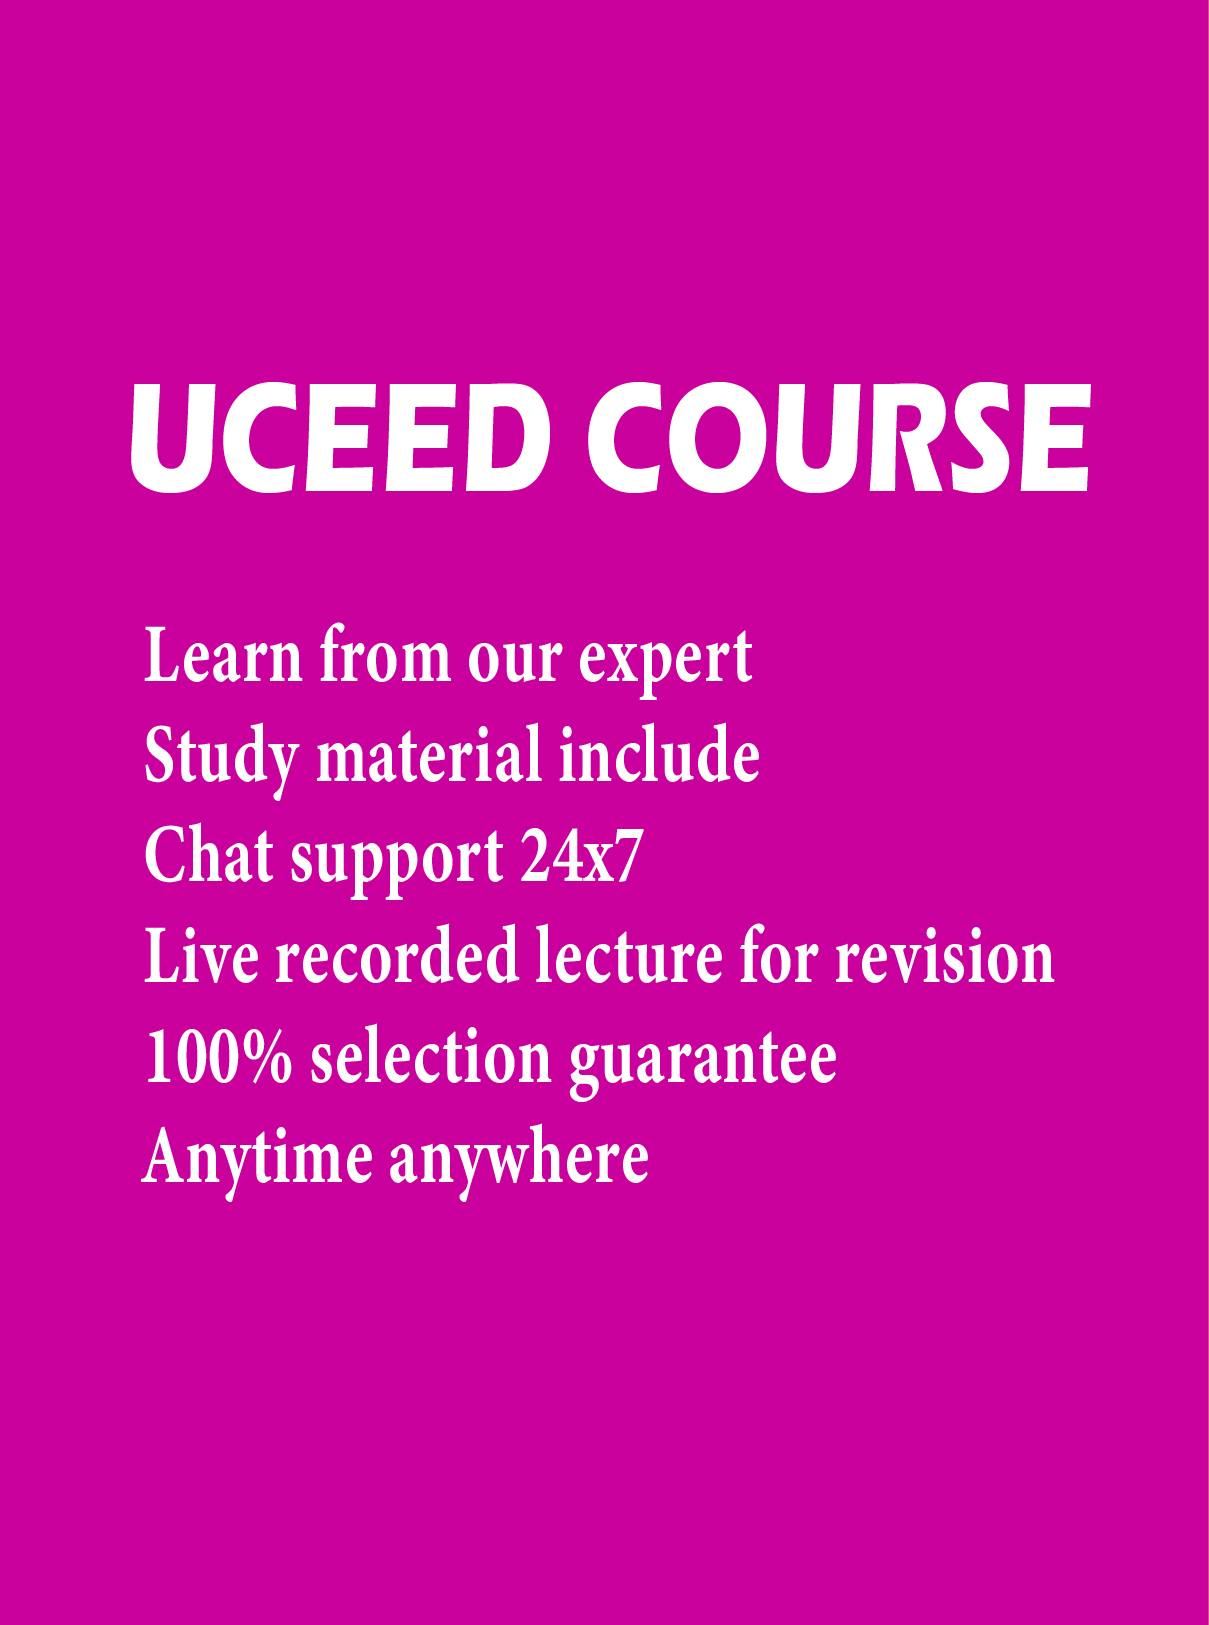 UCEED COURSE
Learn from our expert
Study material include
Chat support 24x7
Live recorded lecture for revision
100% selection guarantee
Anytime anywhere